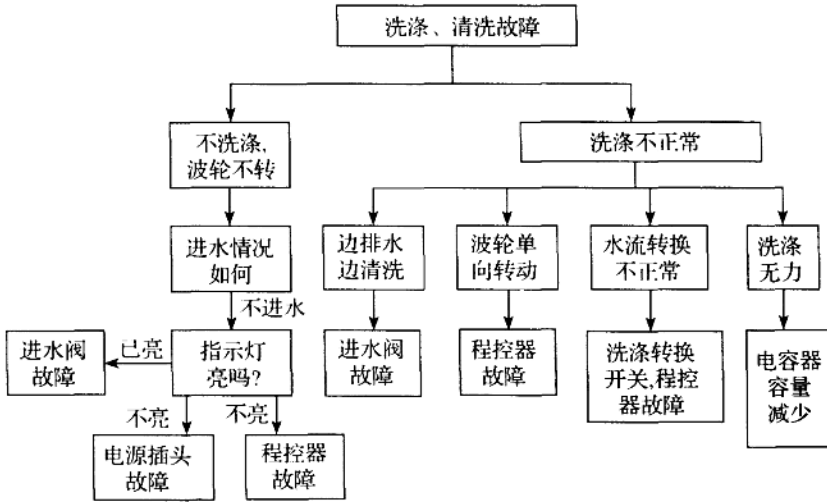 洗涤、清洗故障
不洗涤,
波轮不转
洗涤不正常
进水情况
如何
边排水
边清洗
波轮单
向转动
水流转换
不正常
洗涤
无力
不进水
进水阀
故障
已亮
指示灯
亮吗?
进水阀
故障
程控器
故障
洗涤转换
开关,程控
器故障
电容器
容量
减少
不亮
不亮
电源插头
故障
程控器
故障